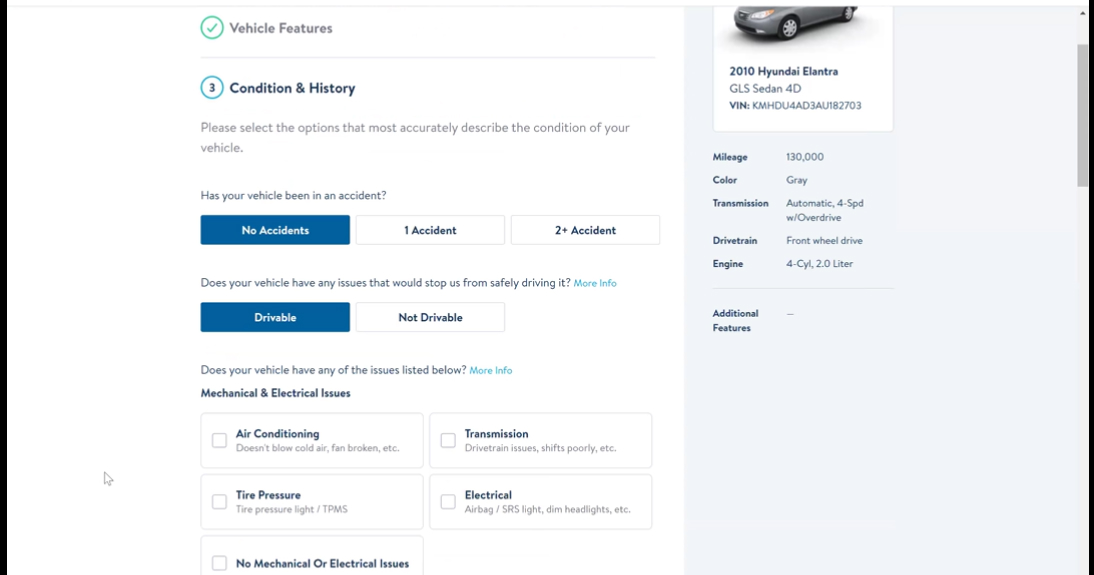 Vehicle Features
3 Condition & History
Please select the options that most accurately describe the condition of your
vehicle.
Has your vehicle been in an accident?
No Accidents
1 Accident
2+ Accident
Does your vehicle have any issues that would stop us from safely driving it? More Info
Drivable
Not Drivable
Does your vehicle have any of the issues listed below? More Info
Mechanical & Electrical Issues
Air Conditioning
Doesn't blow cold air, fan broken, etc.
Transmission
Drivetrain issues, shifts poorly, etc.
Tire Pressure
Tire pressure light / TPMS
Electrical
Airbag / SRS light, dim headlights, etc.
No Mechanical Or Electrical Issues
2010 Hyundai Elantra
GLS Sedan 4D
VIN: KMHDU4AD3AU182703
Mileage 130,000
Color Gray
Transmission Automatic, 4-Spd
w/Overdrive
Drivetrain Front wheel drive
Engine 4-Cyl, 2.0 Liter
Additional —
Features